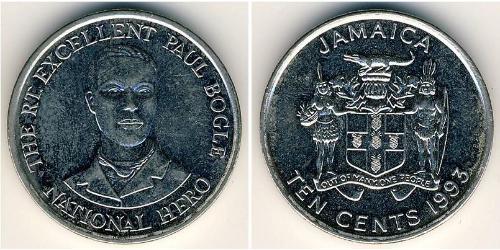 THE RT. EXCELLENT PAUL BOGLE
NATIONAL HERO
JAMAICA
OUT OF MANY, ONE PEOPLE
TEN CENTS 1993